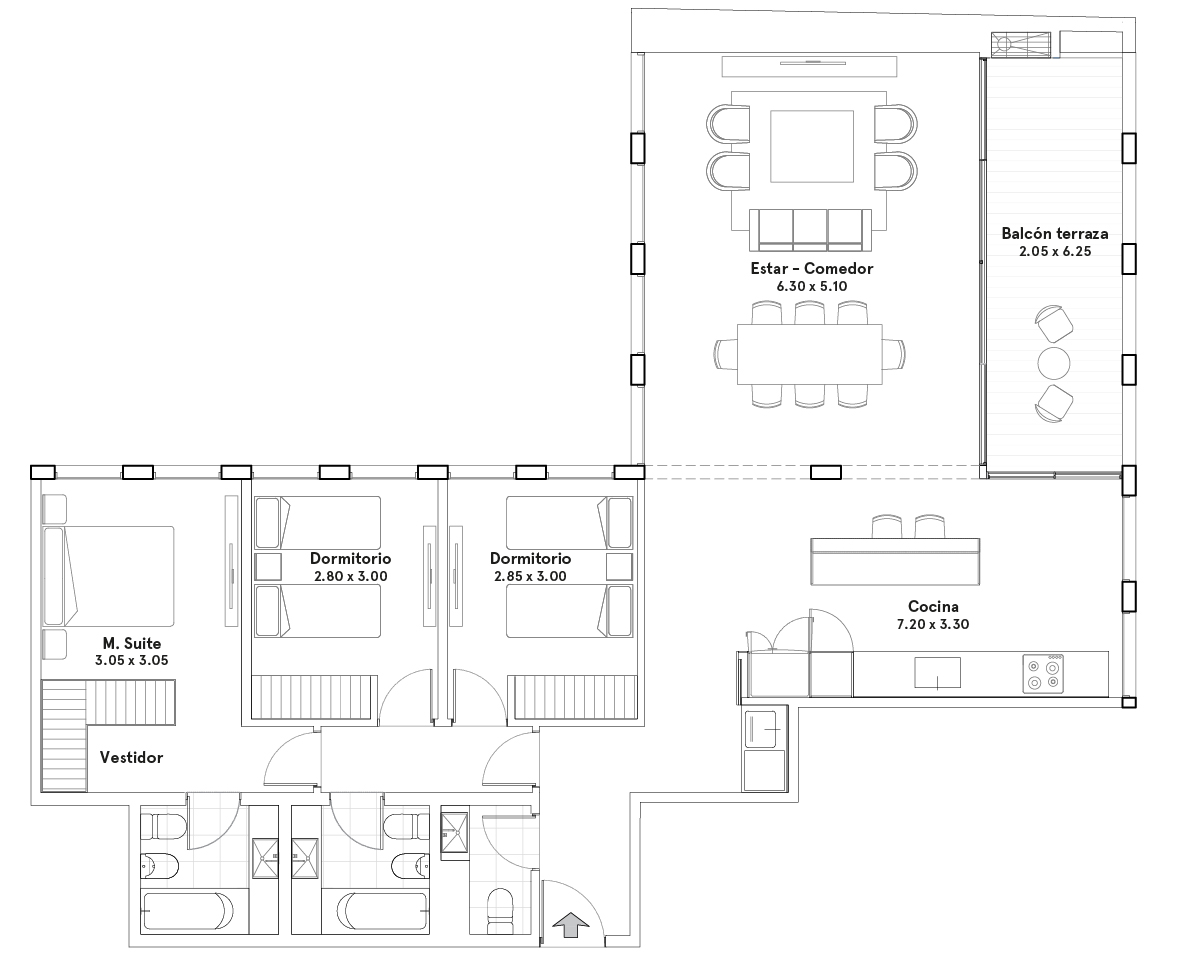 Balcón terraza
2.05 x 6.25
Estar – Comedor
6.30 x 5.10
Dormitorio
2.80 x 3.00
Dormitorio
2.85 x 3.00
Cocina
7.20 x 3.30
M. Suite
3.05 x 3.05
Vestidor